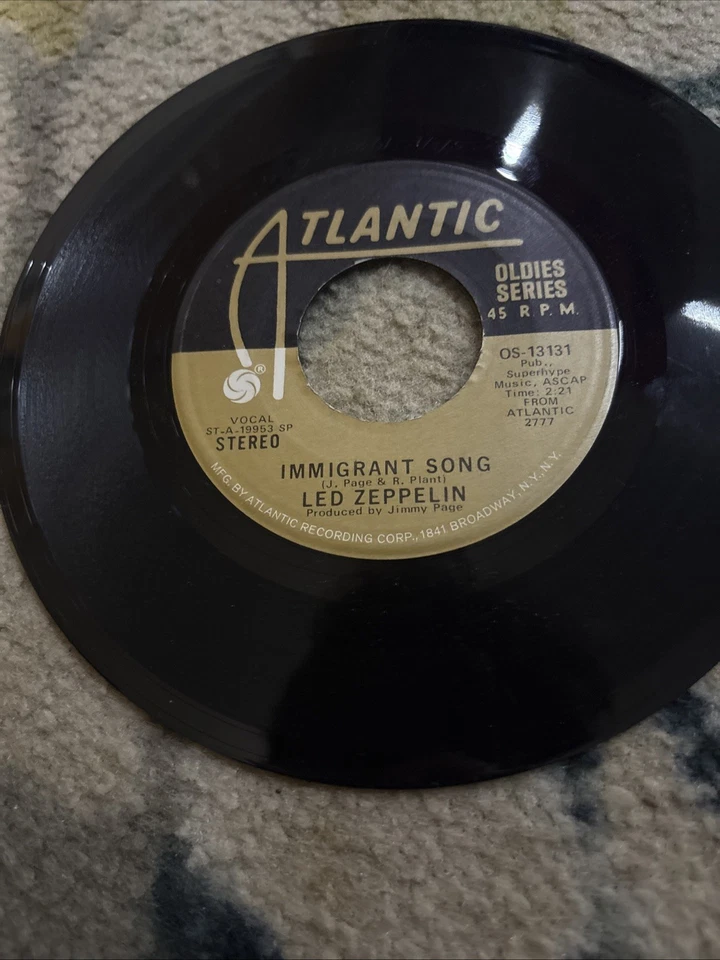 ATLANTIC
OLDIES
SERIES
45 R.P.M.
®
OS-13131
Pub.,
Superhype
Music, ASCAP
Time: 2:21
FROM
ATLANTIC
2777
VOCAL
ST-A-19953 SP
STEREO
IMMIGRANT SONG
(J. Page & R. Plant)
LED ZEPPELIN
Produced by Jimmy Page
MFG. BY ATLANTIC RECORDING CORP., 1841 BROADWAY, N.Y., N.Y.